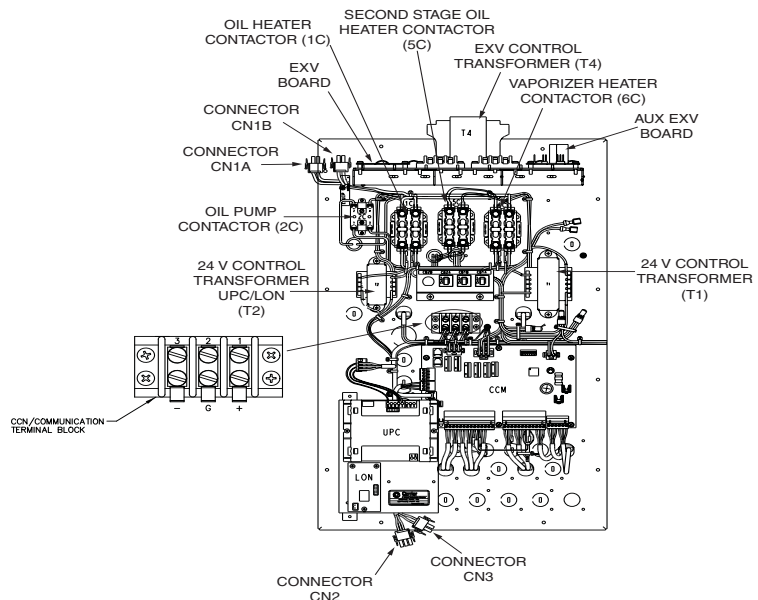 OIL HEATER
CONTACTOR (1C)
SECOND STAGE OIL
HEATER CONTACTOR
(5C)
EXV CONTROL
TRANSFORMER (T4)
EXV
BOARD
VAPORIZER HEATER
CONTACTOR (6C)
CONNECTOR
CN1B
AUX EXV
BOARD
CONNECTOR
CN1A
T4
OIL PUMP
CONTACTOR (2C)
24 V CONTROL
TRANSFORMER
UPC/LON
(T2)
T2
T1
24 V CONTROL
TRANSFORMER
(T1)
3 2 1
- G +
CCN/COMMUNICATION
TERMINAL BLOCK
CCM
UPC
LON
CONNECTOR
CN3
CONNECTOR
CN2